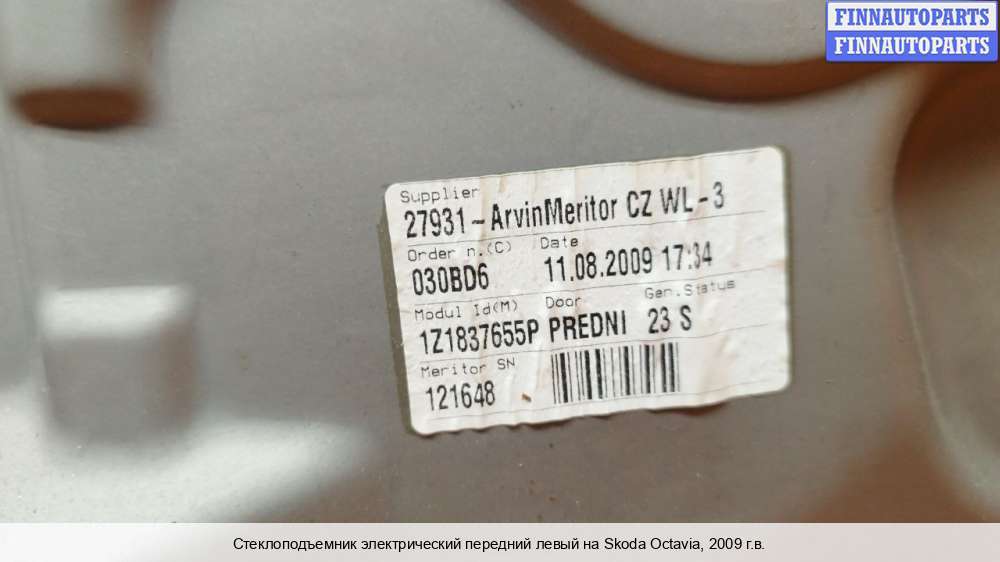 FINNAUTOPARTS
FINNAUTOPARTS
Supplier
27931-ArvinMeritor CZ WL-3
Order n.(C) Date
030BD6 11.08.2009 17:34
Modul Id(M) Door Gen.Status
1Z1837655P PREDNI 23 S
Meritor SN
121648
Стеклоподъемник электрический передний левый на Skoda Octavia, 2009 г.в.